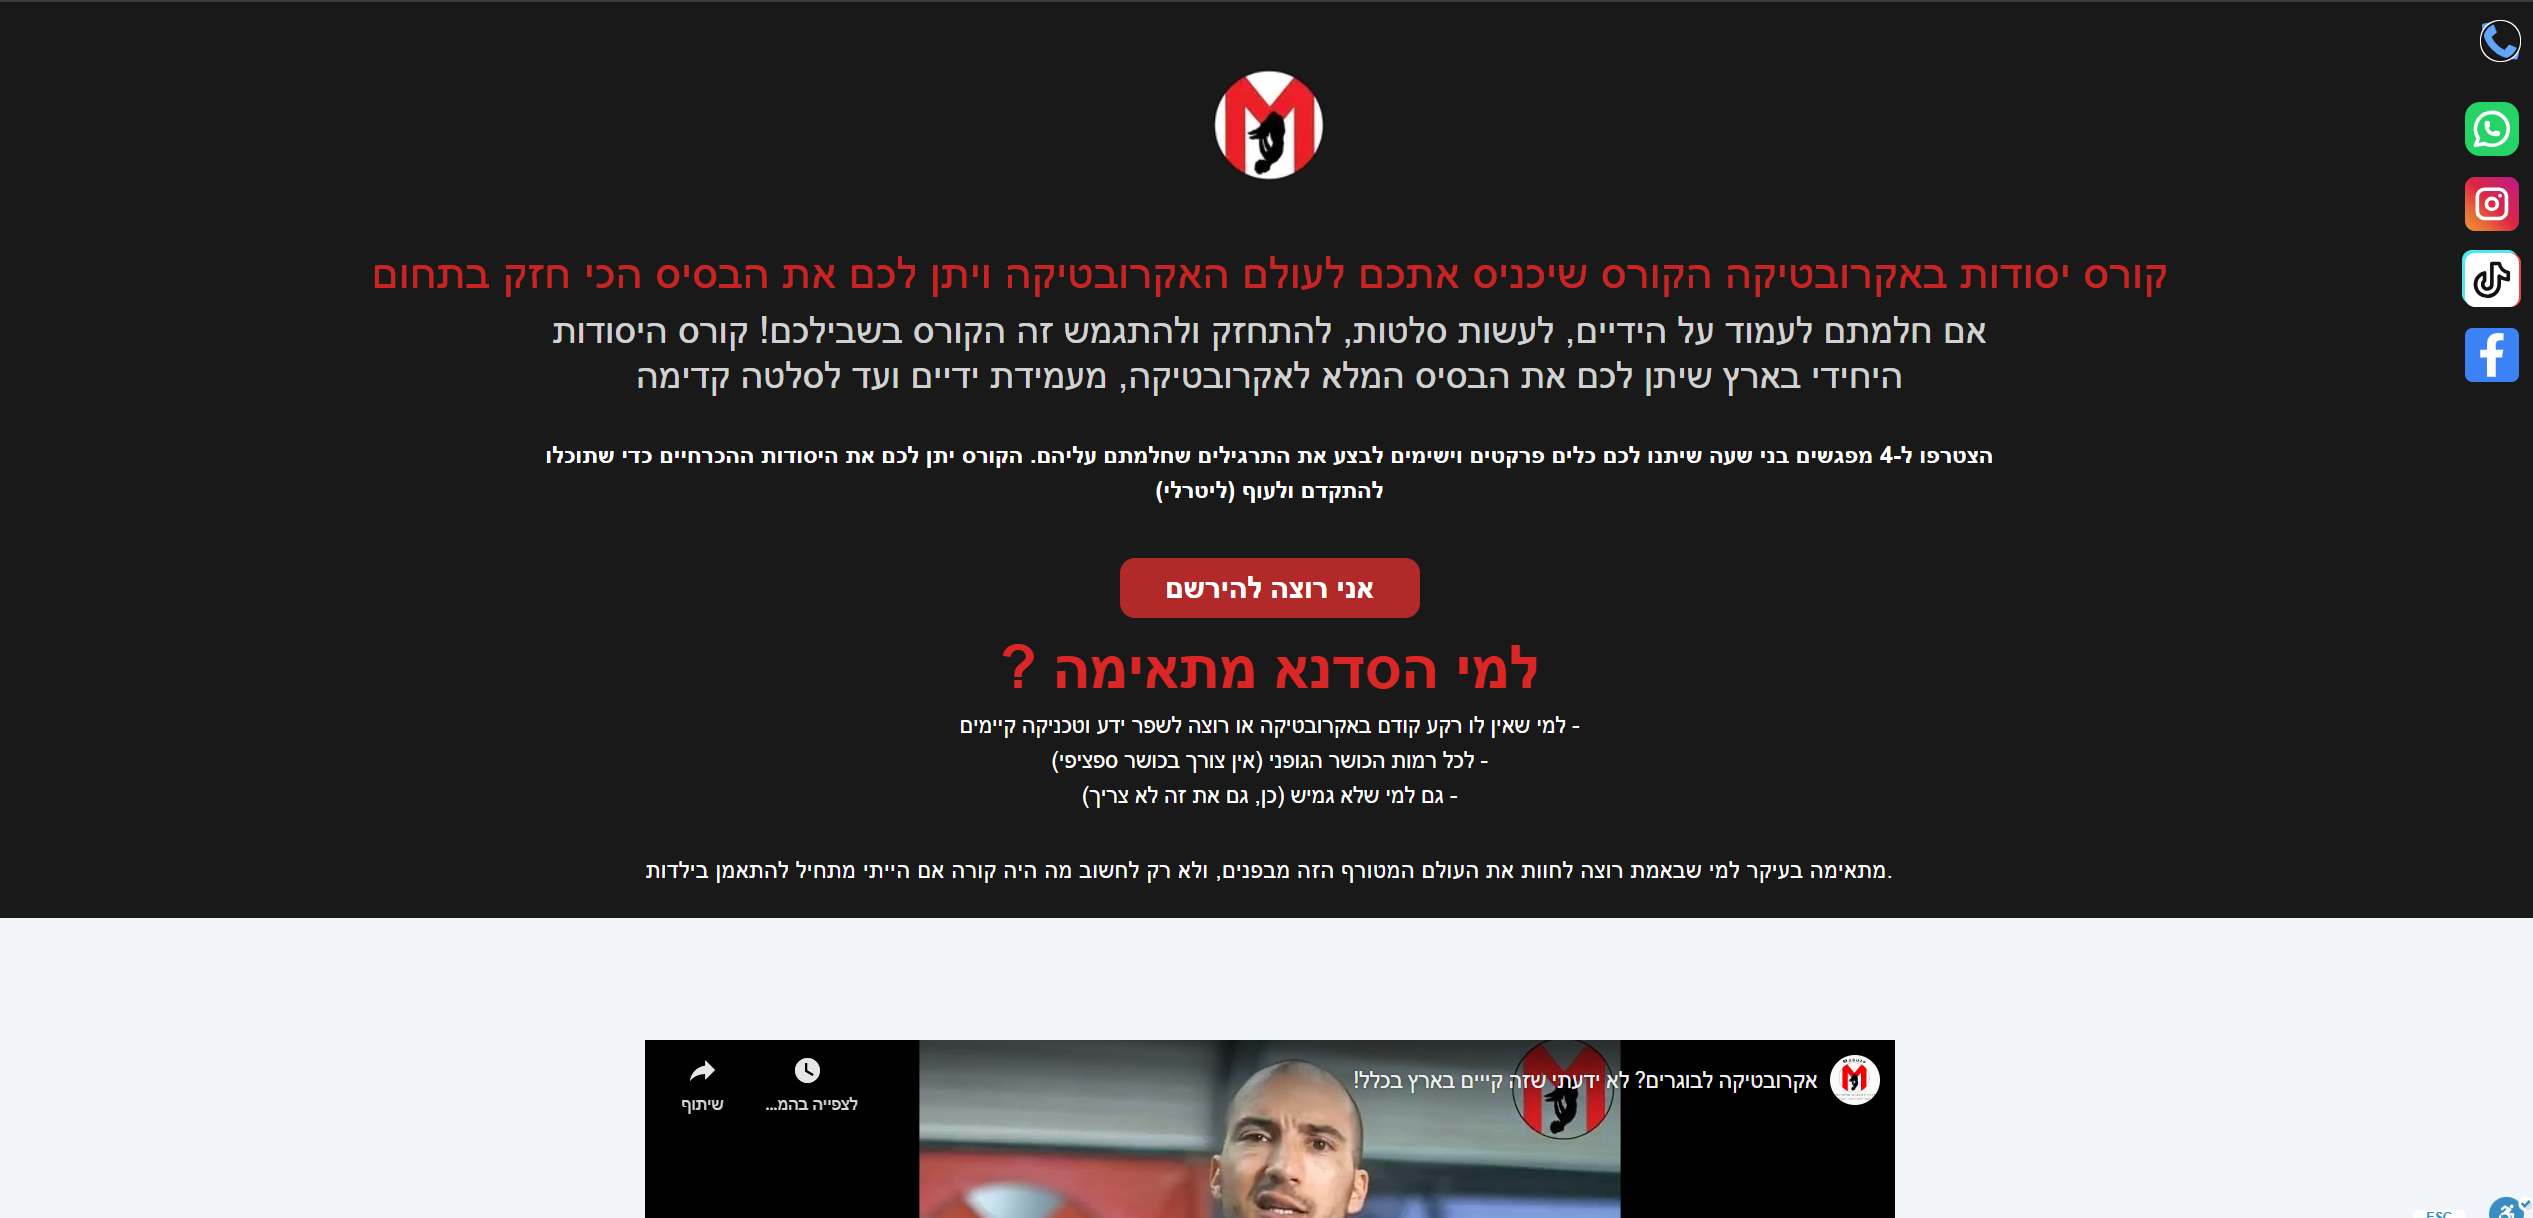 קורס יסודות באקרובטיקה הקורס שיכניס אתכם לעולם האקרובטיקה ויתן לכם את הבסיס הכי חזק בתחום
אם חלמתם לעמוד על הידיים, לעשות סלטות, להתחזק ולהתגמש זה הקורס בשבילכם! קורס היסודות
היחידי בארץ שיתן לכם את הבסיס המלא לאקרובטיקה, מעמידת ידיים ועד לסלטה קדימה
הצטרפו ל-4 מפגשים בני שעה שיתנו לכם כלים פרקטים וישימים לבצע את התרגילים שחלמתם עליהם. הקורס יתן לכם את היסודות ההכרחיים כדי שתוכלו
להתקדם ולעוף (ליטרלי)
אני רוצה להירשם
למי הסדנא מתאימה ?
- למי שאין לו רקע קודם באקרובטיקה או רוצה לשפר ידע וטכניקה קיימים
- לכל רמות הכושר הגופני (אין צורך בכושר ספציפי)
- גם למי שלא גמיש (כן, גם את זה לא צריך)
.מתאימה בעיקר למי שבאמת רוצה לחוות את העולם המטורף הזה מבפנים, ולא רק לחשוב מה היה קורה אם הייתי מתחיל להתאמן בילדות
אקרובטיקה לבוגרים? לא ידעתי שזה קייים בארץ בכלל!
לצפייה בהמ...
שיתוף
ESC